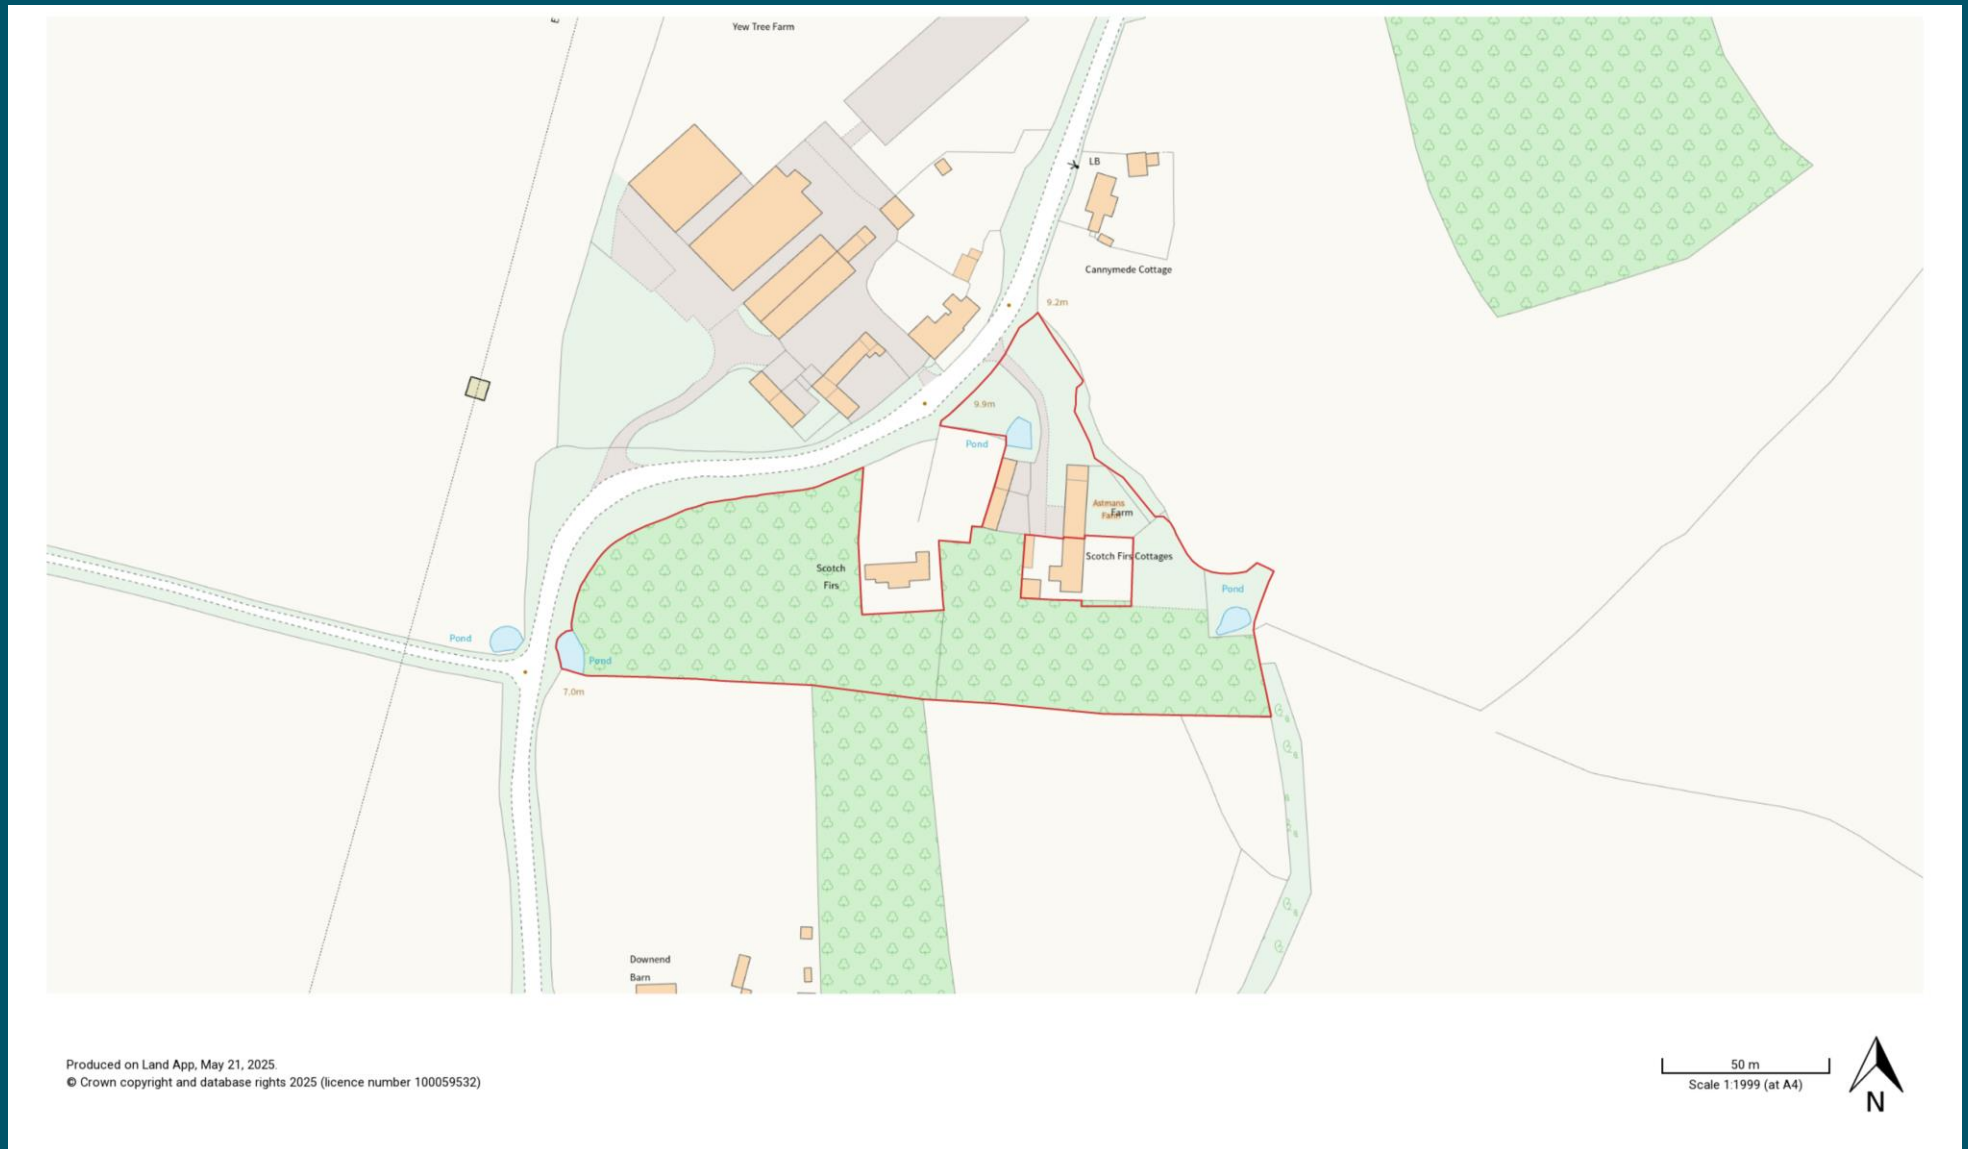 Yew Tree Farm
LB
Cannymede Cottage
9.2m
9.9m
Pond
Astmans
Farm
Farm
Scotch Firs Cottages
Scotch
Firs
Pond
Pond
Pond
7.0m
Downend
Barn
Produced on Land App, May 21, 2025.
© Crown copyright and database rights 2025 (licence number 100059532)
50 m
Scale 1:1999 (at A4)
N